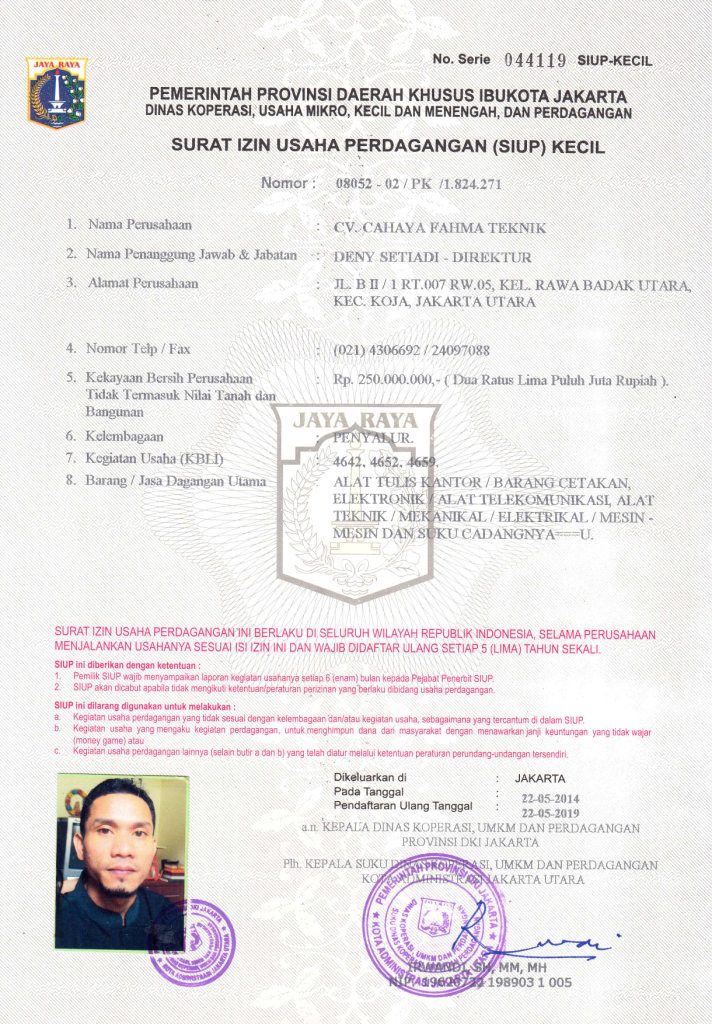 No. Serie 044119 SIUP-KECIL
JAYA RAYA
PEMERINTAH PROVINSI DAERAH KHUSUS IBUKOTA JAKARTA
DINAS KOPERASI, USAHA MIKRO, KECIL DAN MENENGAH, DAN PERDAGANGAN
SURAT IZIN USAHA PERDAGANGAN (SIUP) KECIL
Nomor : 08052 - 02 / PK /1.824.271
1. Nama Perusahaan : CV. CAHAYA FAHMA TEKNIK
2. Nama Penanggung Jawab & Jabatan : DENY SETIADI - DIREKTUR
3. Alamat Perusahaan : JL. B II / 1 RT.007 RW.05, KEL. RAWA BADAK UTARA,
KEC. KOJA, JAKARTA UTARA
4. Nomor Telp / Fax : (021) 4306692 / 24097088
5. Kekayaan Bersih Perusahaan : Rp. 250.000.000,- ( Dua Ratus Lima Puluh Juta Rupiah ).
Tidak Termasuk Nilai Tanah dan
Bangunan
JAYA RAYA
6. Kelembagaan : PENYALUR.
7. Kegiatan Usaha (KBLI) : 4642, 4652, 4659.
8. Barang / Jasa Dagangan Utama : ALAT TULIS KANTOR / BARANG CETAKAN,
ELEKTRONIK / ALAT TELEKOMUNIKASI, ALAT
TEKNIK / MEKANIKAL / ELEKTRIKAL / MESIN -
MESIN DAN SUKU CADANGNYA===U.
SURAT IZIN USAHA PERDAGANGAN INI BERLAKU DI SELURUH WILAYAH REPUBLIK INDONESIA, SELAMA PERUSAHAAN
MENJALANKAN USAHANYA SESUAI ISI IZIN INI DAN WAJIB DIDAFTAR ULANG SETIAP 5 (LIMA) TAHUN SEKALI.
SIUP ini diberikan dengan ketentuan :
1. Pemilik SIUP wajib menyampaikan laporan kegiatan usahanya setiap 6 (enam) bulan kepada Pejabat Penerbit SIUP.
2. SIUP akan dicabut apabila tidak mengikuti ketentuan/peraturan perizinan yang berlaku dibidang usaha perdagangan.
SIUP ini dilarang digunakan untuk melakukan :
a. Kegiatan usaha perdagangan yang tidak sesuai dengan kelembagaan dan/atau kegiatan usaha, sebagaimana yang tercantum di dalam SIUP.
b. Kegiatan usaha yang mengaku kegiatan perdagangan, untuk menghimpun dana dari masyarakat dengan menawarkan janji keuntungan yang tidak wajar
(money game) atau
c. Kegiatan usaha perdagangan lainnya (selain butir a dan b) yang telah diatur melalui ketentuan peraturan perundang-undangan tersendiri.
Dikeluarkan di : JAKARTA
Pada Tanggal : 22-05-2014
Pendaftaran Ulang Tanggal : 22-05-2019
a.n. KEPALA DINAS KOPERASI, UMKM DAN PERDAGANGAN
PROVINSI DKI JAKARTA
Plh. KEPALA SUKU DINAS KOPERASI, UMKM DAN PERDAGANGAN
KOTA ADMINISTRASI JAKARTA UTARA
PEMERINTAH PROVINSI DKI JAKARTA
IRWANDI, SH, MM, MH
NIP. 19620722 198903 1 005